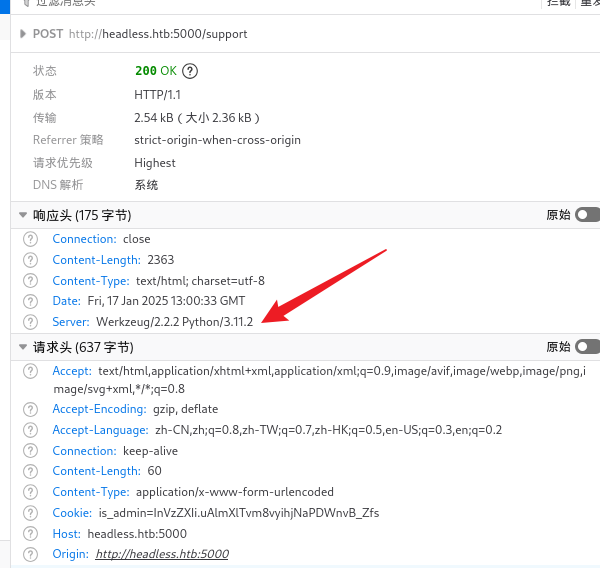 过滤消息头 拦截 重发
POST http://headless.htb:5000/support
状态 200 OK ?
版本 HTTP/1.1
传输 2.54 kB（大小 2.36 kB）
Referrer 策略 strict-origin-when-cross-origin
请求优先级 Highest
DNS 解析 系统
响应头 (175 字节) 原始
? Connection: close
? Content-Length: 2363
? Content-Type: text/html; charset=utf-8
? Date: Fri, 17 Jan 2025 13:00:33 GMT
? Server: Werkzeug/2.2.2 Python/3.11.2
请求头 (637 字节) 原始
? Accept: text/html,application/xhtml+xml,application/xml;q=0.9,image/avif,image/webp,image/png,i
mage/svg+xml,*/*;q=0.8
? Accept-Encoding: gzip, deflate
? Accept-Language: zh-CN,zh;q=0.8,zh-TW;q=0.7,zh-HK;q=0.5,en-US;q=0.3,en;q=0.2
? Connection: keep-alive
? Content-Length: 60
? Content-Type: application/x-www-form-urlencoded
? Cookie: is_admin=InVzZXIi.uAlmXlTvm8vyihjNaPDWnvB_Zfs
? Host: headless.htb:5000
? Origin: http://headless.htb:5000